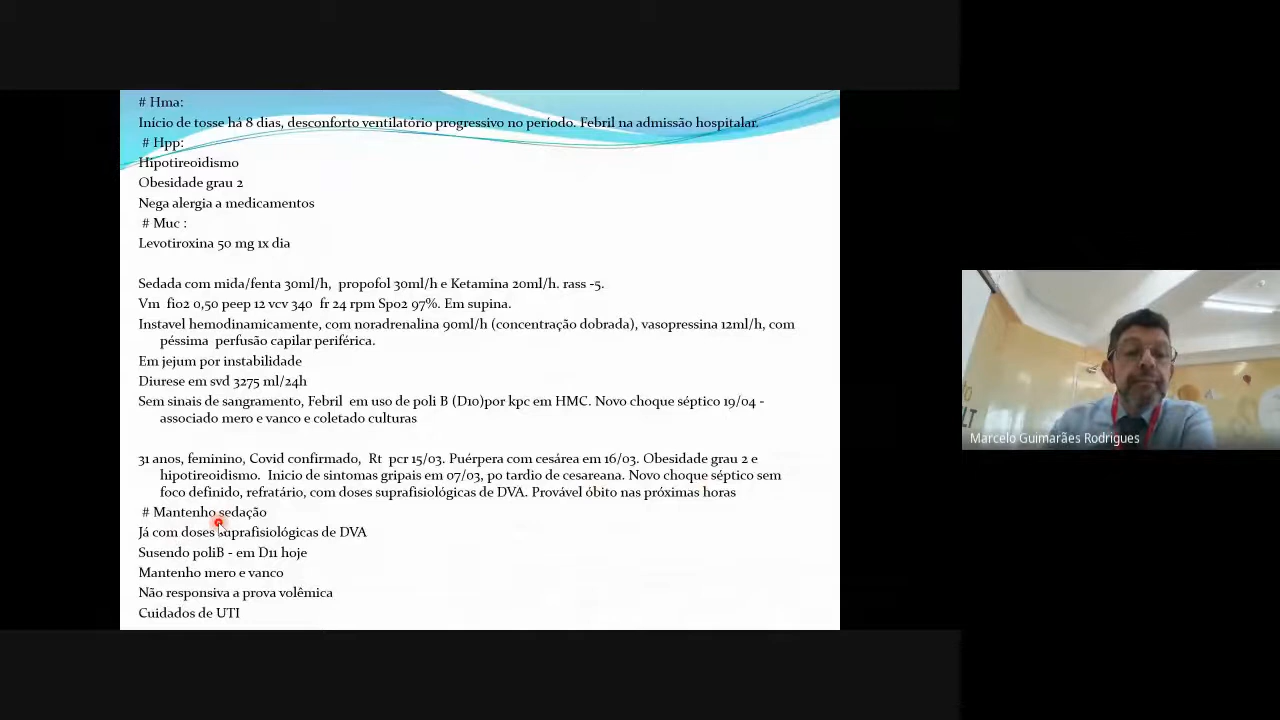 # Hma:
Início de tosse há 8 dias, desconforto ventilatório progressivo no período. Febril na admissão hospitalar.
# Hpp:
Hipotireoidismo
Obesidade grau 2
Nega alergia a medicamentos
# Muc :
Levotiroxina 50 mg 1x dia
Sedada com mida/fenta 30ml/h, propofol 30ml/h e Ketamina 20ml/h. rass -5.
Vm fio2 0,50 peep 12 vcv 340 fr 24 rpm Spo2 97%. Em supina.
Instavel hemodinamicamente, com noradrenalina 90ml/h (concentração dobrada), vasopressina 12ml/h, com
péssima perfusão capilar periférica.
Em jejum por instabilidade
Diurese em svd 3275 ml/24h
Sem sinais de sangramento, Febril em uso de poli B (D10)por kpc em HMC. Novo choque séptico 19/04 -
associado mero e vanco e coletado culturas
31 anos, feminino, Covid confirmado, Rt pcr 15/03. Puérpera com cesárea em 16/03. Obesidade grau 2 e
hipotireoidismo. Inicio de sintomas gripais em 07/03, po tardio de cesareana. Novo choque séptico sem
foco definido, refratário, com doses suprafisiológicas de DVA. Provável óbito nas próximas horas
# Mantenho sedação
Já com doses suprafisiológicas de DVA
Susendo poliB - em D11 hoje
Mantenho mero e vanco
Não responsiva a prova volêmica
Cuidados de UTI
LT
Marcelo Guimarães Rodrigues